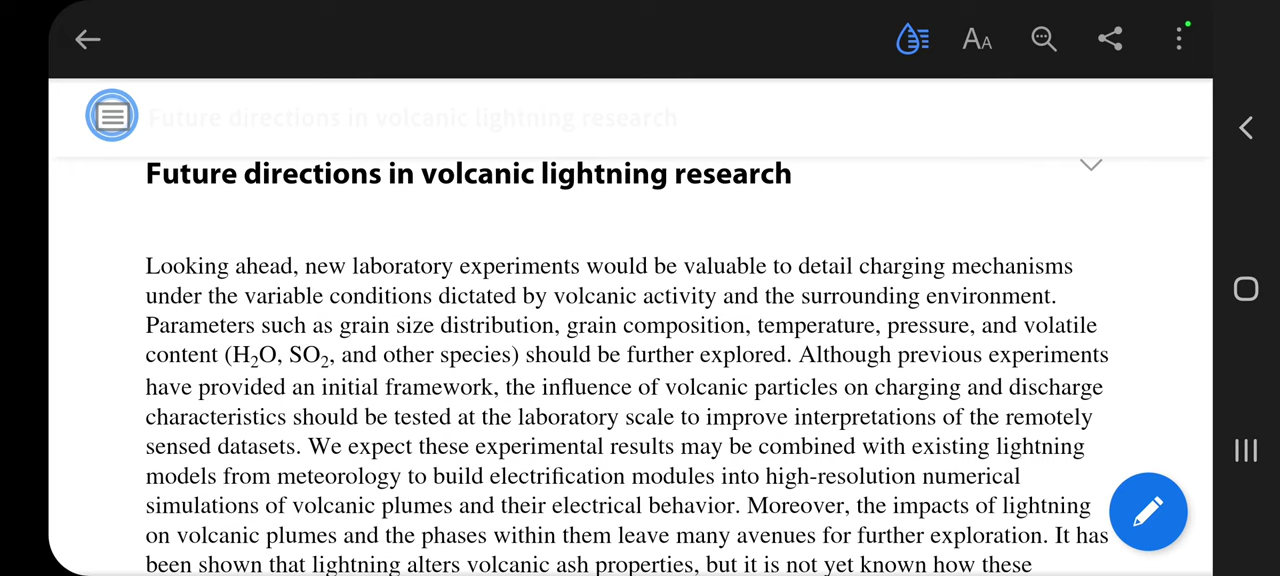 AA
Future directions in volcanic lightning research
Future directions in volcanic lightning research
Looking ahead, new laboratory experiments would be valuable to detail charging mechanisms
under the variable conditions dictated by volcanic activity and the surrounding environment.
Parameters such as grain size distribution, grain composition, temperature, pressure, and volatile
content (H₂O, SO₂, and other species) should be further explored. Although previous experiments
have provided an initial framework, the influence of volcanic particles on charging and discharge
characteristics should be tested at the laboratory scale to improve interpretations of the remotely
sensed datasets. We expect these experimental results may be combined with existing lightning
models from meteorology to build electrification modules into high-resolution numerical
simulations of volcanic plumes and their electrical behavior. Moreover, the impacts of lightning
on volcanic plumes and the phases within them leave many avenues for further exploration. It has
been shown that lightning alters volcanic ash properties, but it is not yet known how these